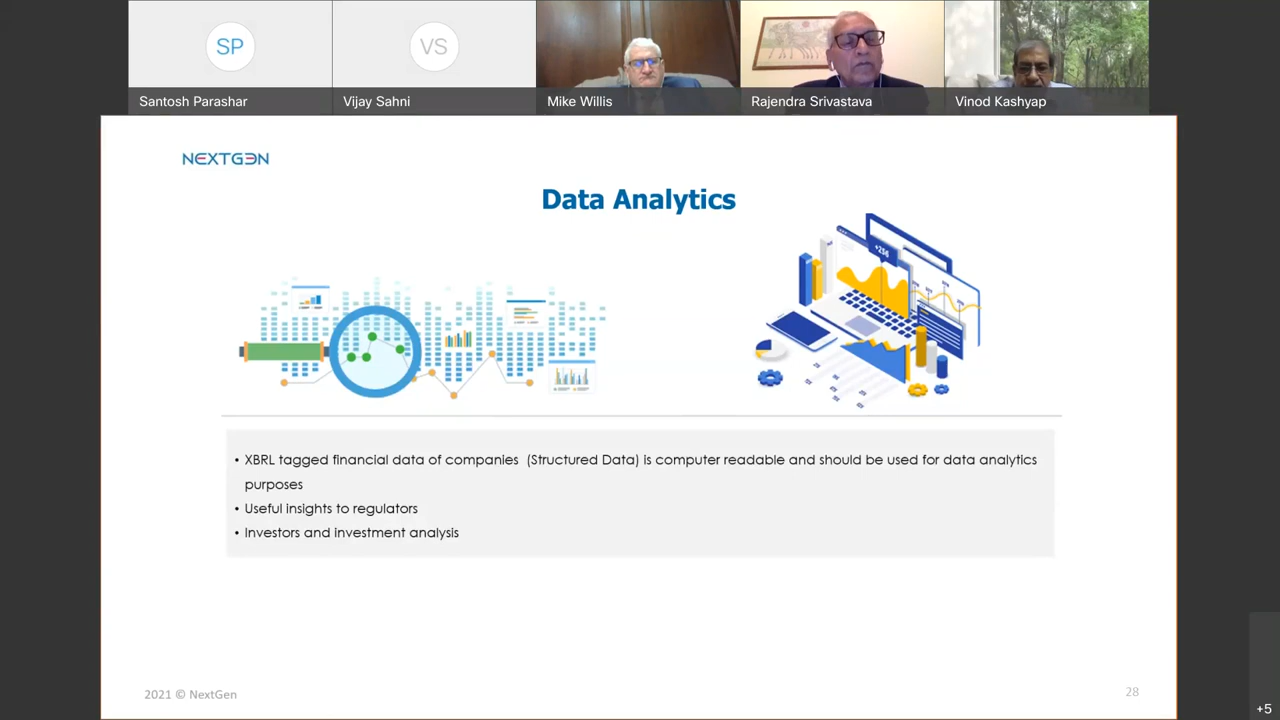 SP
VS
Santosh Parashar
Vijay Sahni
Mike Willis
Rajendra Srivastava
Vinod Kashyap
NEXTGEN
Data Analytics
+256
• XBRL tagged financial data of companies (Structured Data) is computer readable and should be used for data analytics
purposes
• Useful insights to regulators
• Investors and investment analysis
2021 © NextGen
28
+5